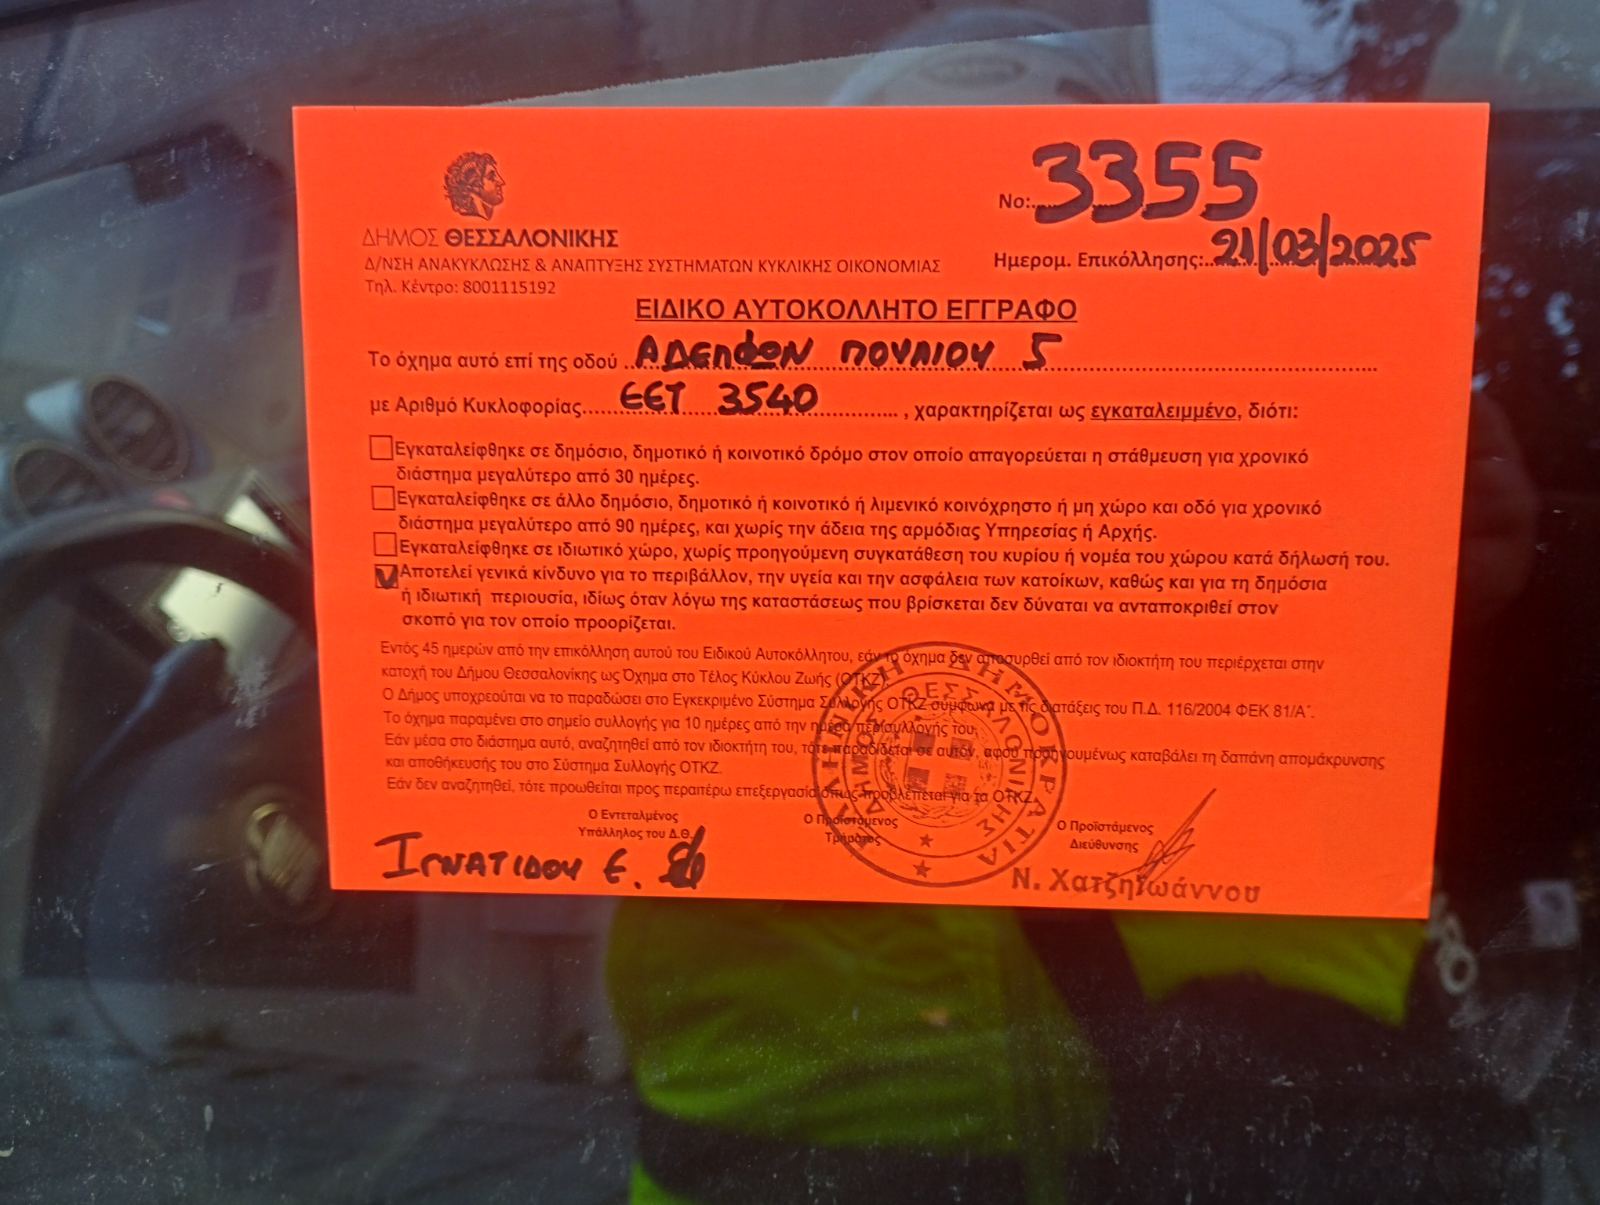 Νο: 3355
ΔΗΜΟΣ ΘΕΣΣΑΛΟΝΙΚΗΣ
Δ/ΝΣΗ ΑΝΑΚΥΚΛΩΣΗΣ & ΑΝΑΠΤΥΞΗΣ ΣΥΣΤΗΜΑΤΩΝ ΚΥΚΛΙΚΗΣ ΟΙΚΟΝΟΜΙΑΣ
Ημερομ. Επικόλλησης: 21/03/2025
Τηλ. Κέντρο: 8001115192
ΕΙΔΙΚΟ ΑΥΤΟΚΟΛΛΗΤΟ ΕΓΓΡΑΦΟ
Το όχημα αυτό επί της οδού ΑΔΕΛΦΩΝ ΠΟΥΛΙΟΥ 5
με Αριθμό Κυκλοφορίας ΕΕΤ 3540 , χαρακτηρίζεται ως εγκαταλειμμένο, διότι:
Εγκαταλείφθηκε σε δημόσιο, δημοτικό ή κοινοτικό δρόμο στον οποίο απαγορεύεται η στάθμευση για χρονικό
διάστημα μεγαλύτερο από 30 ημέρες.
Εγκαταλείφθηκε σε άλλο δημόσιο, δημοτικό ή κοινοτικό ή λιμενικό κοινόχρηστο ή μη χώρο και οδό για χρονικό
διάστημα μεγαλύτερο από 90 ημέρες, και χωρίς την άδεια της αρμόδιας Υπηρεσίας ή Αρχής.
Εγκαταλείφθηκε σε ιδιωτικό χώρο, χωρίς προηγούμενη συγκατάθεση του κυρίου ή νομέα του χώρου κατά δήλωσή του.
Αποτελεί γενικά κίνδυνο για το περιβάλλον, την υγεία και την ασφάλεια των κατοίκων, καθώς και για τη δημόσια
ή ιδιωτική περιουσία, ιδίως όταν λόγω της καταστάσεως που βρίσκεται δεν δύναται να ανταποκριθεί στον
σκοπό για τον οποίο προορίζεται.
Εντός 45 ημερών από την επικόλληση αυτού του Ειδικού Αυτοκόλλητου, εάν το όχημα δεν αποσυρθεί από τον ιδιοκτήτη του περιέρχεται στην
κατοχή του Δήμου Θεσσαλονίκης ως Όχημα στο Τέλος Κύκλου Ζωής (ΟΤΚΖ).
Ο Δήμος υποχρεούται να το παραδώσει στο Εγκεκριμένο Σύστημα Συλλογής ΟΤΚΖ σύμφωνα με τις διατάξεις του Π.Δ. 116/2004 ΦΕΚ 81/Α΄.
Το όχημα παραμένει στο σημείο συλλογής για 10 ημέρες από την ημέρα περισυλλογής του.
Εάν μέσα στο διάστημα αυτό, αναζητηθεί από τον ιδιοκτήτη του, τότε παραδίδεται σε αυτόν, αφού προηγουμένως καταβάλει τη δαπάνη απομάκρυνσης
και αποθήκευσής του στο Σύστημα Συλλογής ΟΤΚΖ.
Εάν δεν αναζητηθεί, τότε προωθείται προς περαιτέρω επεξεργασία όπως προβλέπεται για τα ΟΤΚΖ.
Ο Εντεταλμένος
Υπάλληλος του Δ.Θ.
Ο Προϊστάμενος
Τμήματος
Ο Προϊστάμενος
Διεύθυνσης
ΙΓΝΑΤΙΔΟΥ Ε.
Ν. Χατζηϊωάννου
ΕΛΛΗΝΙΚΗ ΔΗΜΟΚΡΑΤΙΑ
ΔΗΜΟΣ ΘΕΣΣΑΛΟΝΙΚΗΣ